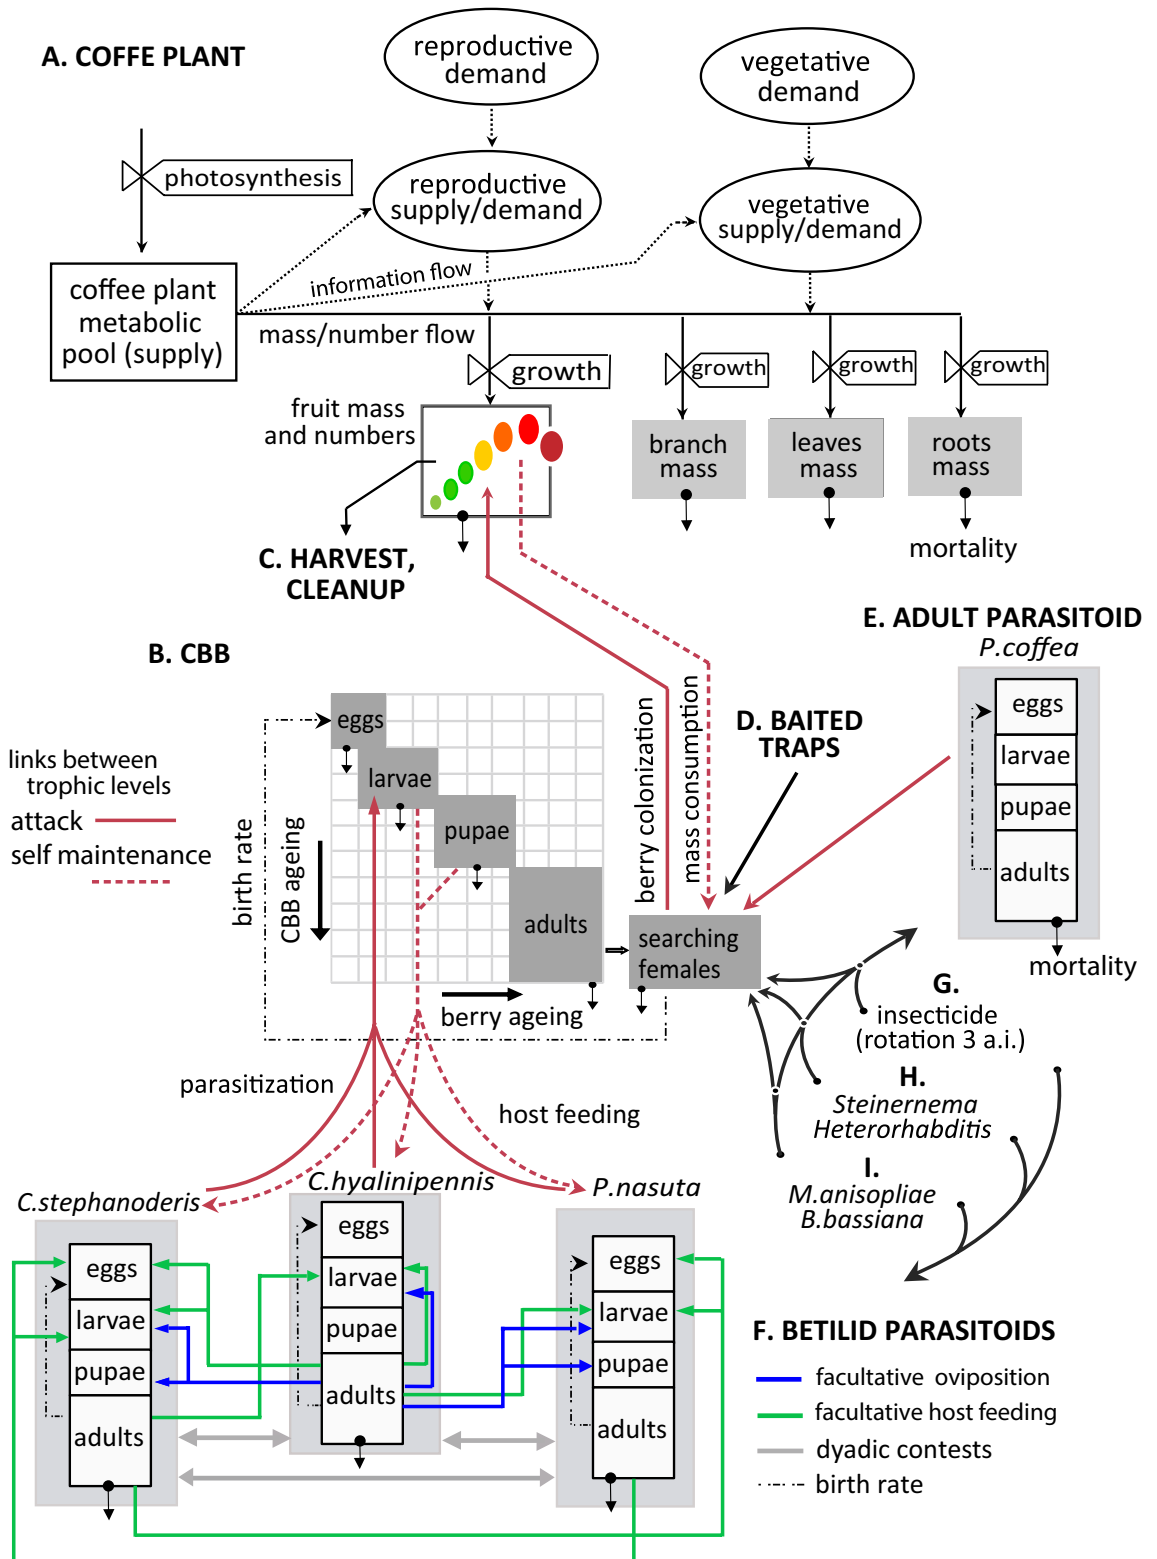 A. COFFE PLANT
reproductive
demand
vegetative
demand
photosynthesis
reproductive
supply/demand
vegetative
supply/demand
information flow
coffee plant
metabolic
pool (supply)
mass/number flow
growth
growth
growth
growth
fruit mass
and numbers
branch
mass
leaves
mass
roots
mass
C. HARVEST,
CLEANUP
mortality
E. ADULT PARASITOID
P.coffea
B. CBB
eggs
larvae
pupae
adults
links between
trophic levels
attack
self maintenance
birth rate
CBB ageing
berry ageing
berry colonization
mass consumption
D. BAITED
TRAPS
searching
females
eggs
larvae
pupae
adults
mortality
G.
insecticide
(rotation 3 a.i.)
H.
Steinernema
Heterorhabditis
I.
M.anisopliae
B.bassiana
parasitization
host feeding
C.stephanoderis
C.hyalinipennis
P.nasuta
eggs
larvae
pupae
adults
eggs
larvae
pupae
adults
eggs
larvae
pupae
adults
F. BETILID PARASITOIDS
facultative oviposition
facultative host feeding
dyadic contests
birth rate